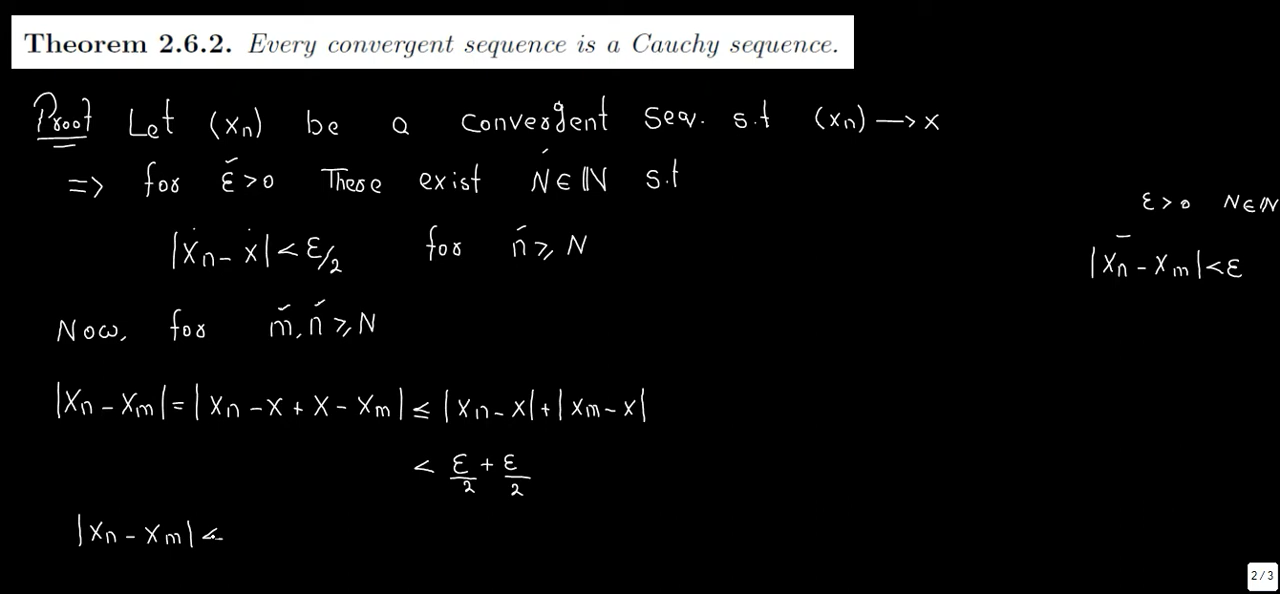 Theorem 2.6.2. Every convergent sequence is a Cauchy sequence.
Proof Let (xn) be a convergent seq. s.t (xn) → x
=> for ε > 0 There exist N ∈ ℕ s.t
|xn - x| < ε/2 for n ≥ N
ε > 0 N ∈ ℕ
|xn - xm| < ε
Now, for m, n ≥ N
|xn - xm| = |xn - x + x - xm| ≤ |xn - x| + |xm - x|
< ε/2 + ε/2
|xn - xm| <
2 / 3